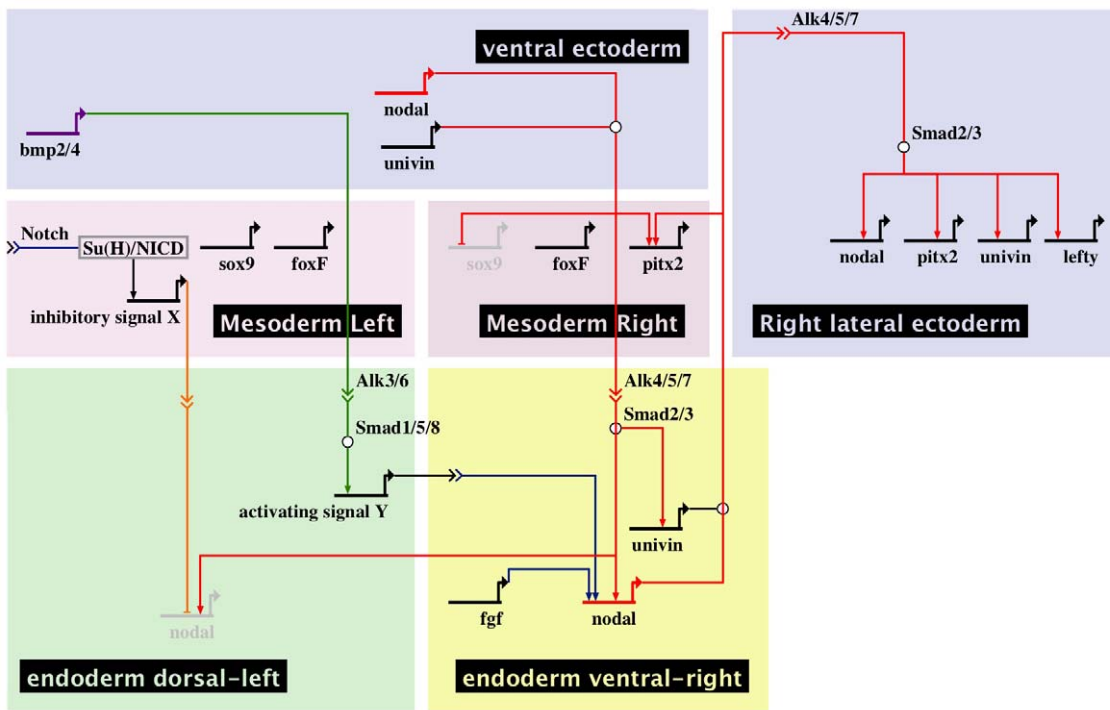 Alk4/5/7
ventral ectoderm
nodal
bmp2/4
univin
Smad2/3
nodal
pitx2
univin
lefty
Right lateral ectoderm
Notch
Su(H)/NICD
sox9
foxF
inhibitory signal X
Mesoderm Left
sox9
foxF
pitx2
Mesoderm Right
Alk3/6
Smad1/5/8
activating signal Y
nodal
endoderm dorsal-left
Alk4/5/7
Smad2/3
univin
fgf
nodal
endoderm ventral-right